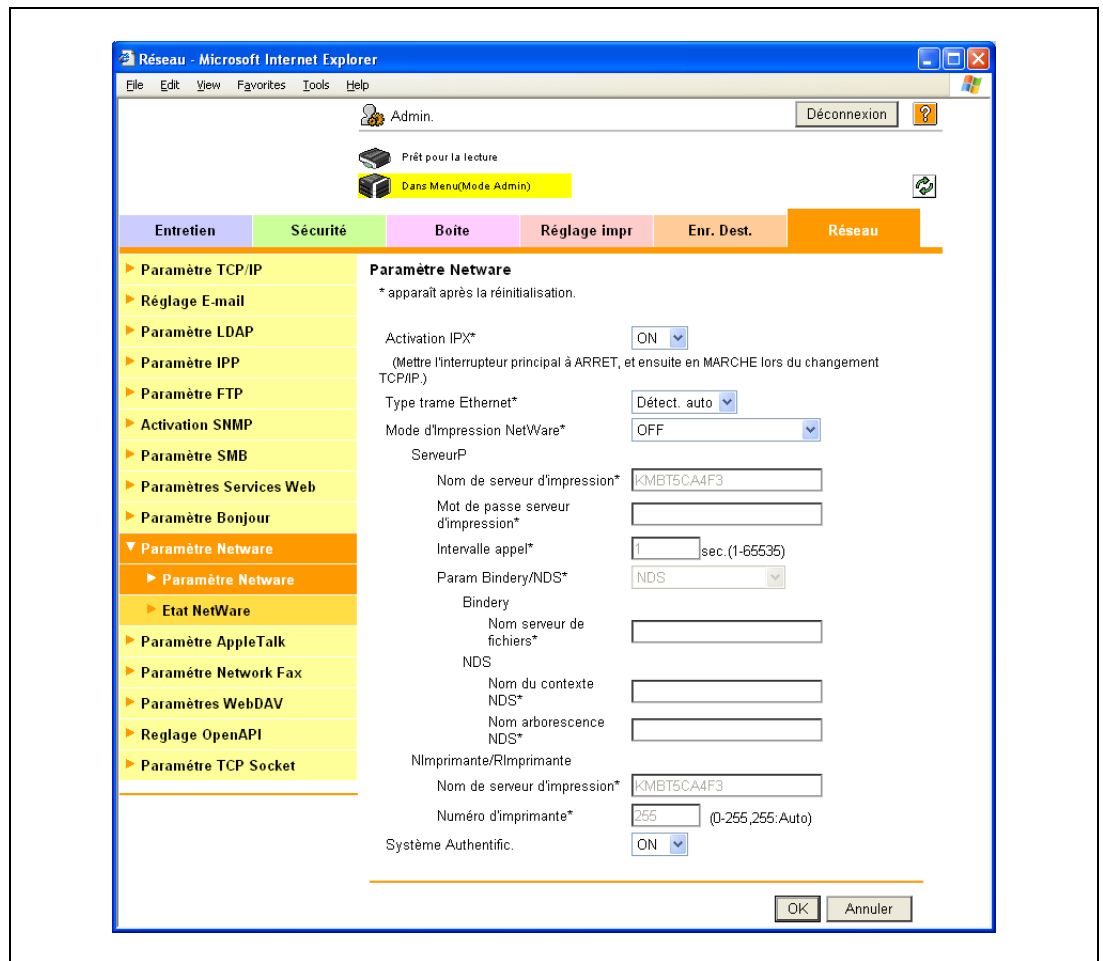 Réseau - Microsoft Internet Explorer
File Edit View Favorites Tools Help
Admin.
Déconnexion
?
Prêt pour la lecture
Dans Menu(Mode Admin)
Entretien
Sécurité
Boîte
Réglage impr
Enr. Dest.
Réseau
Paramètre TCP/IP
Réglage E-mail
Paramètre LDAP
Paramètre IPP
Paramètre FTP
Activation SNMP
Paramètre SMB
Paramètres Services Web
Paramètre Bonjour
Paramètre Netware
Paramètre Netware
Etat NetWare
Paramètre AppleTalk
Paramétre Network Fax
Paramètres WebDAV
Reglage OpenAPI
Paramétre TCP Socket
Paramètre Netware
* apparaît après la réinitialisation.
Activation IPX*
ON
(Mettre l'interrupteur principal à ARRET, et ensuite en MARCHE lors du changement
TCP/IP.)
Type trame Ethernet*
Détect. auto
Mode d'Impression NetWare*
OFF
ServeurP
Nom de serveur d'impression*
KMBT5CA4F3
Mot de passe serveur
d'impression*
Intervalle appel*
1
sec.(1-65535)
Param Bindery/NDS*
NDS
Bindery
Nom serveur de
fichiers*
NDS
Nom du contexte
NDS*
Nom arborescence
NDS*
NImprimante/RImprimante
Nom de serveur d'impression*
KMBT5CA4F3
Numéro d'imprimante*
255
(0-255,255:Auto)
Système Authentific.
ON
OK
Annuler